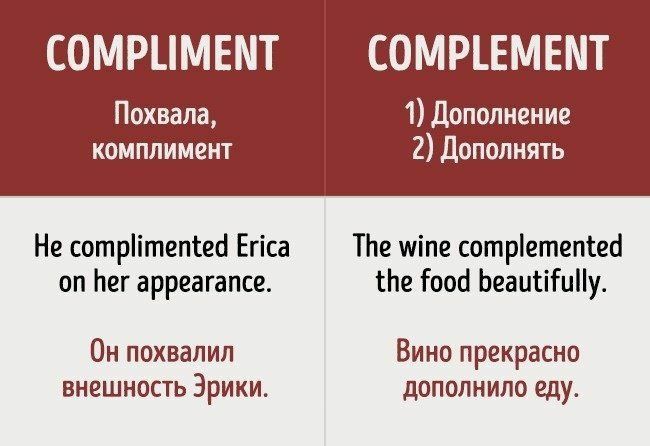 COMPLIMENT
Похвала,
комплимент
COMPLEMENT
1) Дополнение
2) Дополнять
He complimented Erica
on her appearance.
Он похвалил
внешность Эрики.
The wine complemented
the food beautifully.
Вино прекрасно
дополнило еду.